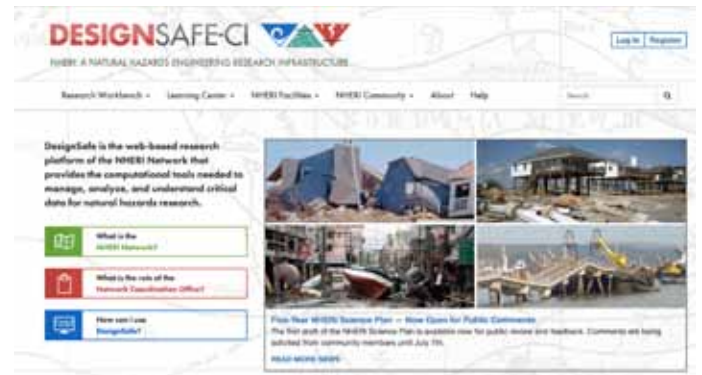 DESIGNSAFE-CI
NHERI: A NATURAL HAZARDS ENGINEERING RESEARCH INFRASTRUCTURE
Log in Register
Research Workbench Learning Center NHERI Facilities NHERI Community About Help Search
DesignSafe is the web-based research
platform of the NHERI Network that
provides the computational tools needed to
manage, analyze, and understand critical
data for natural hazards research.
What is the
NHERI Network?
What is the role of the
Network Coordination Office?
How can I use
DesignSafe?
Five-Year NHERI Science Plan — Now Open for Public Comments
The first draft of the NHERI Science Plan is available now for public review and feedback. Comments are being
solicited from community members until July 7th.
READ MORE NEWS